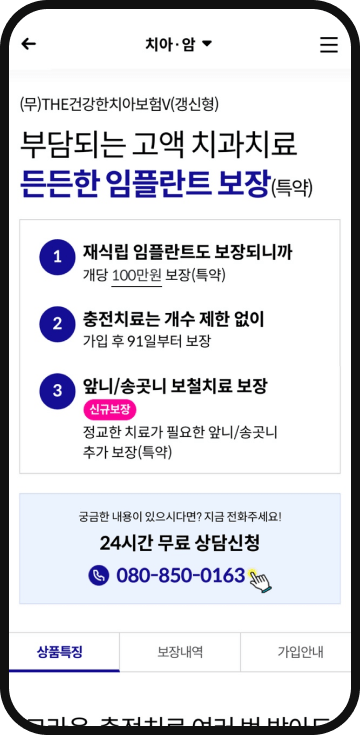 치아·암
(무)THE건강한치아보험V(갱신형)
부담되는 고액 치과치료
든든한 임플란트 보장(특약)
1 재식립 임플란트도 보장되니까
개당 100만원 보장(특약)
2 충전치료는 개수 제한 없이
가입 후 91일부터 보장
3 앞니/송곳니 보철치료 보장
신규보장
정교한 치료가 필요한 앞니/송곳니
추가 보장(특약)
궁금한 내용이 있으시다면? 지금 전화주세요!
24시간 무료 상담신청
080-850-0163
상품특징 보장내역 가입안내